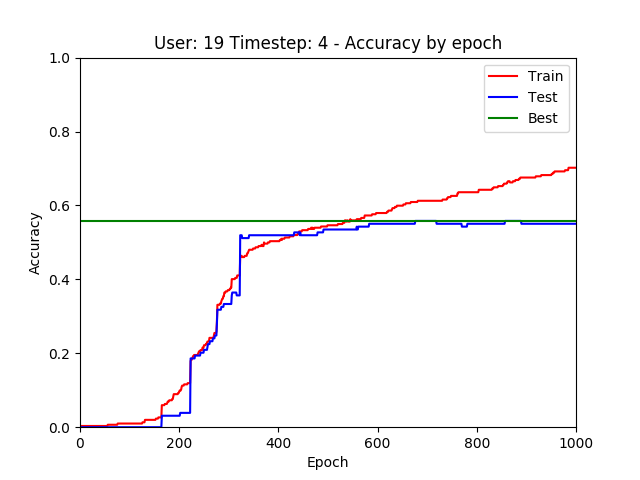 User: 19 Timestep: 4 - Accuracy by epoch
1.0
0.8
0.6
0.4
0.2
0.0
Accuracy
Train
Test
Best
0 200 400 600 800 1000
Epoch